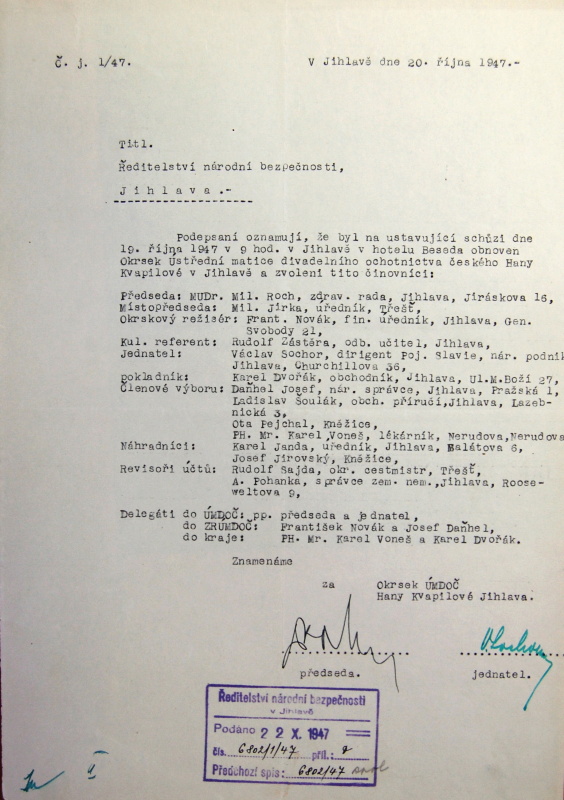 Č. j. 1/47.
V Jihlavě dne 20. října 1947.-
Titl.
Ředitelství národní bezpečnosti,
J i h l a v a .-
Podepsaní oznamují, že byl na ustavující schůzi dne
19. října 1947 v 9 hod. v Jihlavě v hotelu Beseda obnoven
Okrsek Ústřední matice divadelního ochotnictva českého Hany
Kvapilové v Jihlavě a zvoleni tito činovníci:
Předseda: MUDr. Mil. Roch, zdrav. rada, Jihlava, Jiráskova 16,
Místopředseda: Mil. Jirka, úředník, Třešť,
Okrskový režisér: Frant. Novák, fin. úředník, Jihlava, Gen.
Svobody 21,
Kul. referent: Rudolf Zástěra, odb. učitel, Jihlava,
Jednatel: Václav Sochor, dirigent Poj. Slavie, nár. podnik
Jihlava, Churchillova 36,
pokladník: Karel Dvořák, obchodník, Jihlava, Ul.M.Boží 27,
Členové výboru: Daňhel Josef, nár. správce, Jihlava, Pražská 1,
Ladislav Šoulák, obch. příručí,Jihlava, Lazeb-
nická 3,
Ota Pejchal, Kněžice,
PH. Mr. Karel Voneš, lékárník, Nerudova,Nerudova
Náhradníci: Karel Janda, úředník, Jihlava, Malátova 6,
Josef Jirovský, Kněžice,
Revisoři účtů: Rudolf Sajda, okr. cestmistr, Třešť,
A. Pohanka, správce zem. nem.,Jihlava, Roose-
weltova 9,
Delegáti do ÚMDOČ: pp. předseda a jednatel,
do ZRUMDOČ: František Novák a Josef Daňhel,
do kraje: PH. Mr. Karel Voneš a Karel Dvořák.
Znamenáme
za Okrsek ÚMDOČ
Hany Kvapilové Jihlava.
VSochor
předseda. jednatel.
Ředitelství národní bezpečnosti
v Jihlavě
Podáno 22 X. 1947
čís. 6802/1/47 příl.:
Předchozí spis: 6802/47